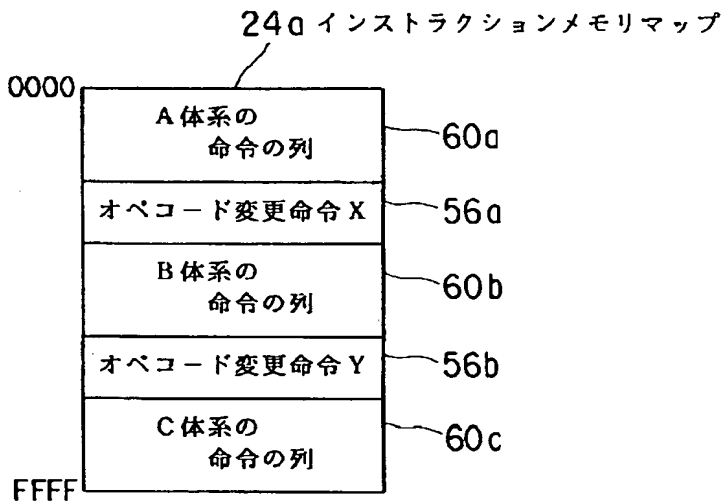 24a インストラクションメモリマップ
0000
A体系の
命令の列
60a
オペコード変更命令X
56a
B体系の
命令の列
60b
オペコード変更命令Y
56b
C体系の
命令の列
60c
FFFF